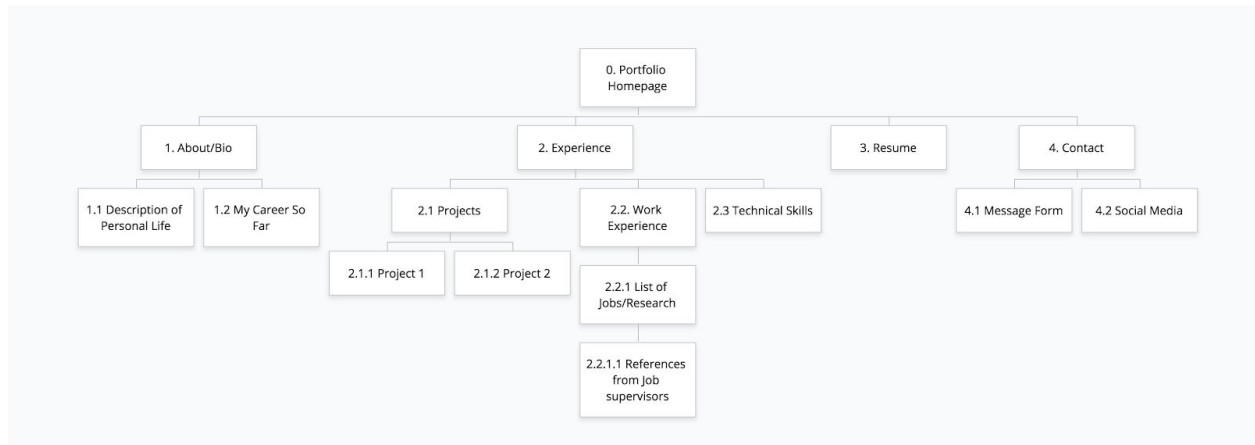 0. Portfolio
Homepage
1. About/Bio
2. Experience
3. Resume
4. Contact
1.1 Description of
Personal Life
1.2 My Career So
Far
2.1 Projects
2.2. Work
Experience
2.3 Technical Skills
4.1 Message Form
4.2 Social Media
2.1.1 Project 1
2.1.2 Project 2
2.2.1 List of
Jobs/Research
2.2.1.1 References
from Job
supervisors